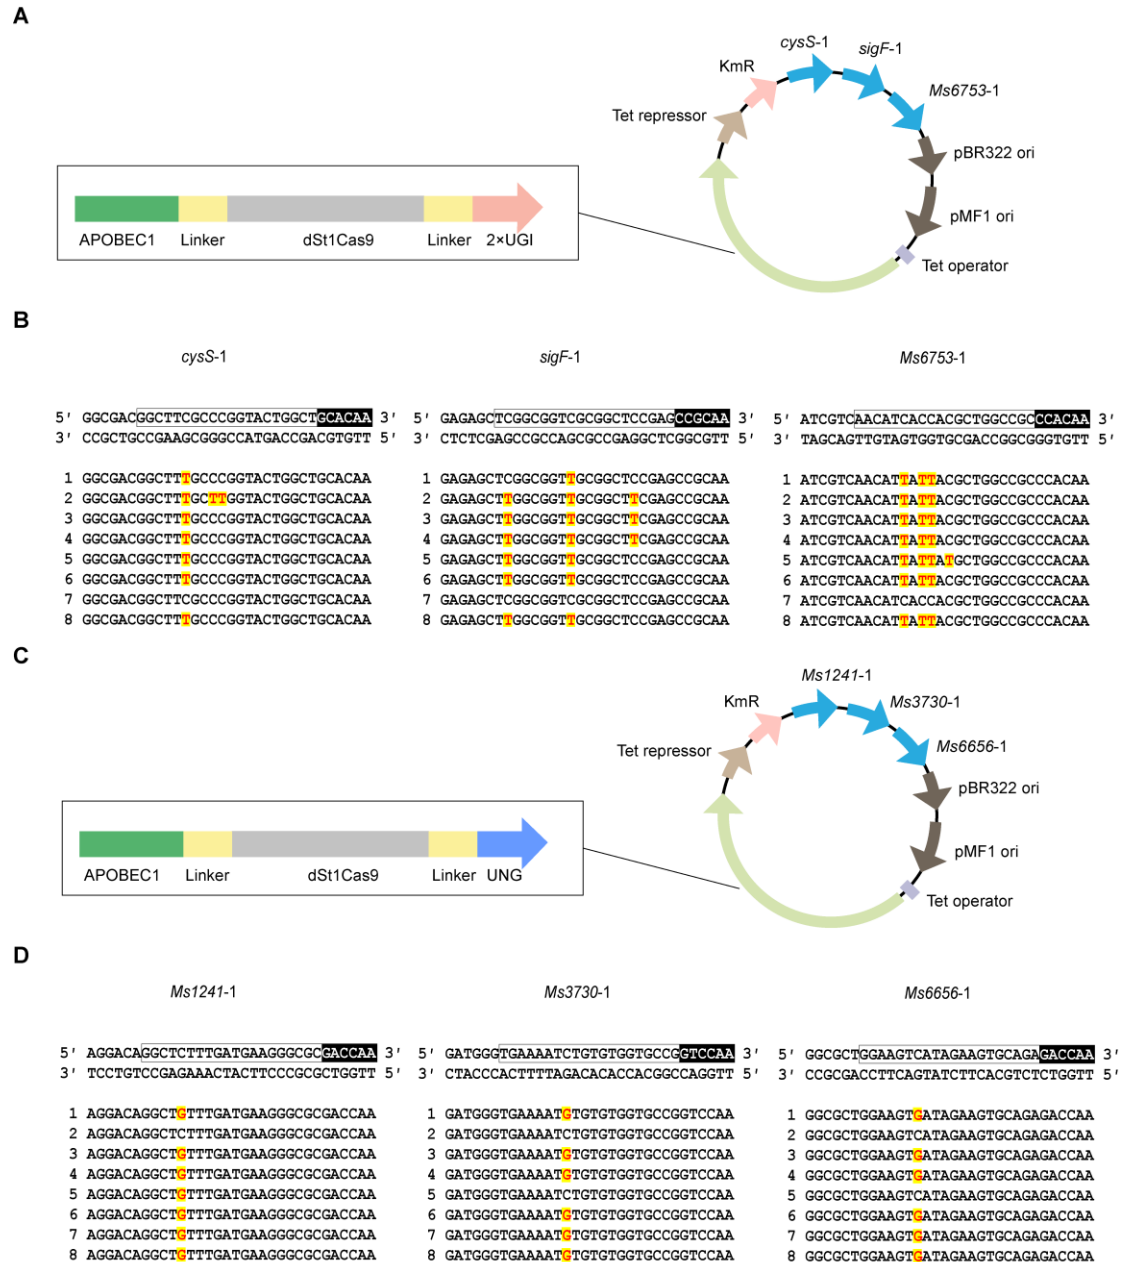 A
cysS-1
sigF-1
KmR
Ms6753-1
Tet repressor
pBR322 ori
pMF1 ori
Tet operator
APOBEC1 Linker dSt1Cas9 Linker 2×UGI
B
cysS-1 sigF-1 Ms6753-1
5' GGCGACGGCTTCGCCCGGTACTGGCTGCACAA 3' 5' GAGAGCTCGGCGGTCGCGGCTCCGAGCCGCAA 3' 5' ATCGTCAACATCACCACGCTGGCCGCCCACAA 3'
3' CCGCTGCCGAAGCGGGCCATGACCGACGTGTT 5' 3' CTCTCGAGCCGCCAGCGCCGAGGCTCGGCGTT 5' 3' TAGCAGTTGTAGTGGTGCGACCGGCGGGTGTT 5'
1 GGCGACGGCTTTGCCCGGTACTGGCTGCACAA 1 GAGAGCTCGGCGGTTGCGGCTCCGAGCCGCAA 1 ATCGTCAACATTATTACGCTGGCCGCCCACAA
2 GGCGACGGCTTTGCTTGGTACTGGCTGCACAA 2 GAGAGCTTGGCGGTTGCGGCTTCGAGCCGCAA 2 ATCGTCAACATTATTACGCTGGCCGCCCACAA
3 GGCGACGGCTTTGCCCGGTACTGGCTGCACAA 3 GAGAGCTTGGCGGTTGCGGCTTCGAGCCGCAA 3 ATCGTCAACATTATTACGCTGGCCGCCCACAA
4 GGCGACGGCTTTGCCCGGTACTGGCTGCACAA 4 GAGAGCTTGGCGGTTGCGGCTTCGAGCCGCAA 4 ATCGTCAACATTATTACGCTGGCCGCCCACAA
5 GGCGACGGCTTTGCCCGGTACTGGCTGCACAA 5 GAGAGCTTGGCGGTTGCGGCTCCGAGCCGCAA 5 ATCGTCAACATTATTATGCTGGCCGCCCACAA
6 GGCGACGGCTTTGCCCGGTACTGGCTGCACAA 6 GAGAGCTTGGCGGTTGCGGCTCCGAGCCGCAA 6 ATCGTCAACATTATTACGCTGGCCGCCCACAA
7 GGCGACGGCTTCGCCCGGTACTGGCTGCACAA 7 GAGAGCTCGGCGGTCGCGGCTCCGAGCCGCAA 7 ATCGTCAACATCACCACGCTGGCCGCCCACAA
8 GGCGACGGCTTTGCCCGGTACTGGCTGCACAA 8 GAGAGCTTGGCGGTTGCGGCTCCGAGCCGCAA 8 ATCGTCAACATTATTACGCTGGCCGCCCACAA
C
Ms1241-1
KmR
Ms3730-1
Ms6656-1
Tet repressor
pBR322 ori
pMF1 ori
Tet operator
APOBEC1 Linker dSt1Cas9 Linker UNG
D
Ms1241-1 Ms3730-1 Ms6656-1
5' AGGACAGGCTCTTTGATGAAGGGCGCGACCAA 3' 5' GATGGGTGAAAATCTGTGTGGTGCCGGTCCAA 3' 5' GGCGCTGGAAGTCATAGAAGTGCAGAGACCAA 3'
3' TCCTGTCCGAGAAACTACTTCCCGCGCTGGTT 5' 3' CTACCCACTTTTAGACACACCACGGCCAGGTT 5' 3' CCGCGACCTTCAGTATCTTCACGTCTCTGGTT 5'
1 AGGACAGGCTGTTTGATGAAGGGCGCGACCAA 1 GATGGGTGAAAATGTGTGTGGTGCCGGTCCAA 1 GGCGCTGGAAGTGATAGAAGTGCAGAGACCAA
2 AGGACAGGCTCTTTGATGAAGGGCGCGACCAA 2 GATGGGTGAAAATCTGTGTGGTGCCGGTCCAA 2 GGCGCTGGAAGTCATAGAAGTGCAGAGACCAA
3 AGGACAGGCTGTTTGATGAAGGGCGCGACCAA 3 GATGGGTGAAAATGTGTGTGGTGCCGGTCCAA 3 GGCGCTGGAAGTGATAGAAGTGCAGAGACCAA
4 AGGACAGGCTGTTTGATGAAGGGCGCGACCAA 4 GATGGGTGAAAATGTGTGTGGTGCCGGTCCAA 4 GGCGCTGGAAGTGATAGAAGTGCAGAGACCAA
5 AGGACAGGCTGTTTGATGAAGGGCGCGACCAA 5 GATGGGTGAAAATCTGTGTGGTGCCGGTCCAA 5 GGCGCTGGAAGTCATAGAAGTGCAGAGACCAA
6 AGGACAGGCTGTTTGATGAAGGGCGCGACCAA 6 GATGGGTGAAAATGTGTGTGGTGCCGGTCCAA 6 GGCGCTGGAAGTGATAGAAGTGCAGAGACCAA
7 AGGACAGGCTGTTTGATGAAGGGCGCGACCAA 7 GATGGGTGAAAATGTGTGTGGTGCCGGTCCAA 7 GGCGCTGGAAGTGATAGAAGTGCAGAGACCAA
8 AGGACAGGCTGTTTGATGAAGGGCGCGACCAA 8 GATGGGTGAAAATGTGTGTGGTGCCGGTCCAA 8 GGCGCTGGAAGTGATAGAAGTGCAGAGACCAA